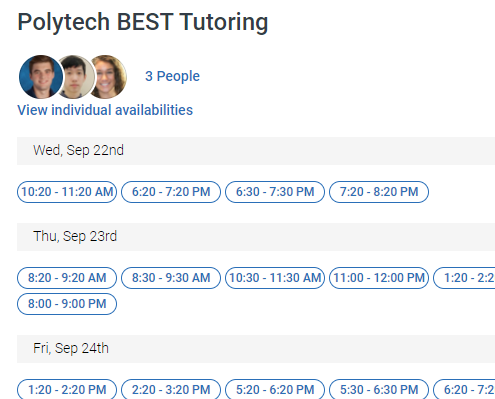 Polytech BEST Tutoring
3 People
View individual availabilities
Wed, Sep 22nd
10:20 - 11:20 AM 6:20 - 7:20 PM 6:30 - 7:30 PM 7:20 - 8:20 PM
Thu, Sep 23rd
8:20 - 9:20 AM 8:30 - 9:30 AM 10:30 - 11:30 AM 11:00 - 12:00 PM 1:20 - 2:2
8:00 - 9:00 PM
Fri, Sep 24th
1:20 - 2:20 PM 2:20 - 3:20 PM 5:20 - 6:20 PM 5:30 - 6:30 PM 6:20 - 7:2